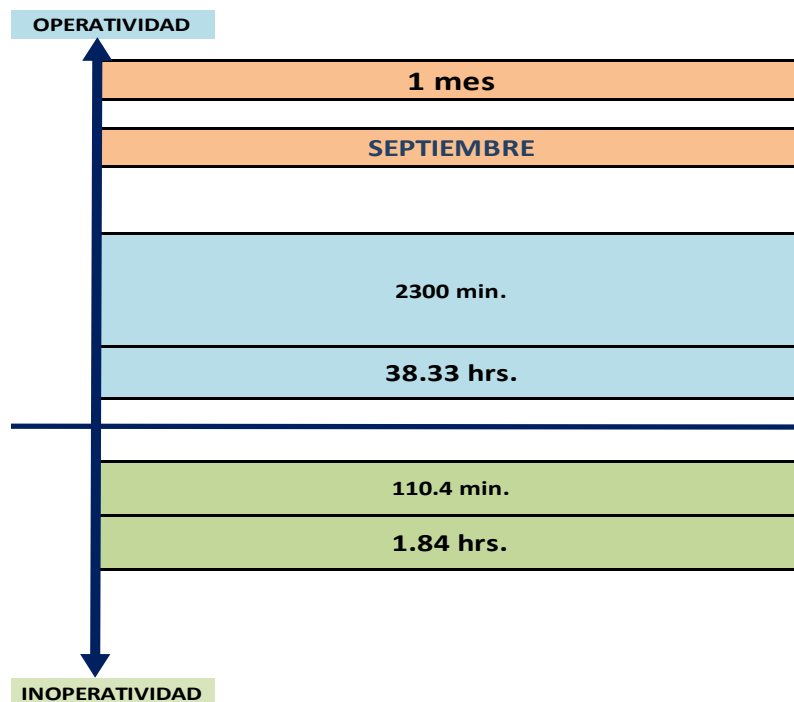 OPERATIVIDAD
1 mes
SEPTIEMBRE
2300 min.
38.33 hrs.
110.4 min.
1.84 hrs.
INOPERATIVIDAD